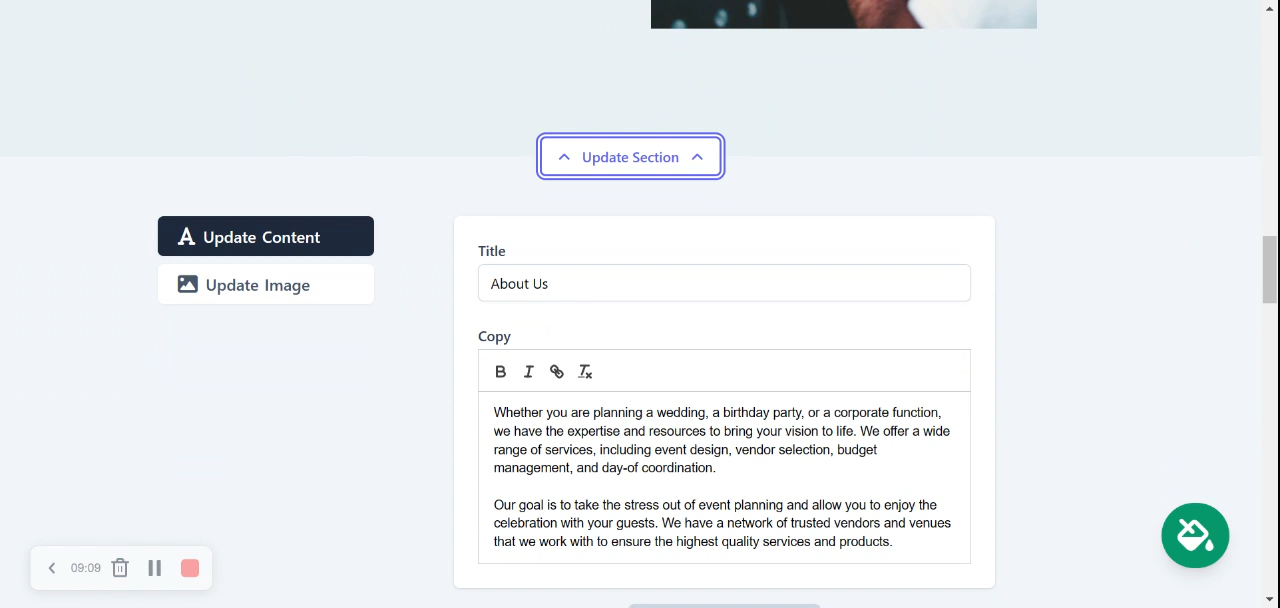 Update Section
Update Content
Update Image
Title
About Us
Copy
B I
Whether you are planning a wedding, a birthday party, or a corporate function,
we have the expertise and resources to bring your vision to life. We offer a wide
range of services, including event design, vendor selection, budget
management, and day-of coordination.
Our goal is to take the stress out of event planning and allow you to enjoy the
celebration with your guests. We have a network of trusted vendors and venues
that we work with to ensure the highest quality services and products.
09:09